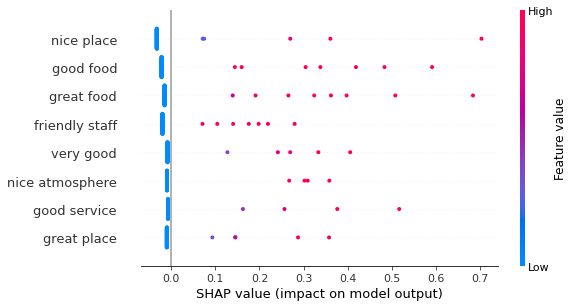 High
nice place
good food
great food
friendly staff
very good
nice atmosphere
good service
great place
Low
Feature value
0.0 0.1 0.2 0.3 0.4 0.5 0.6 0.7
SHAP value (impact on model output)